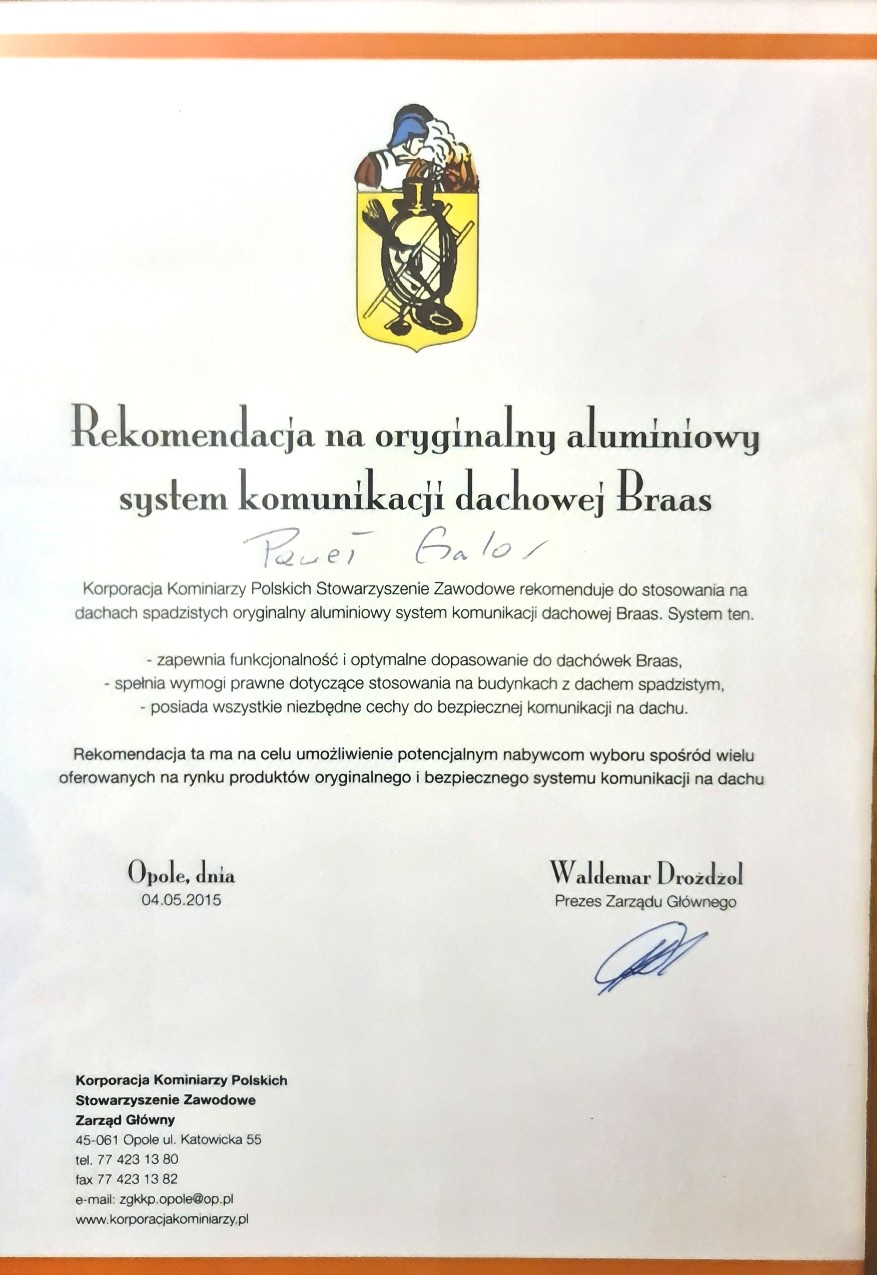 Rekomendacja na oryginalny aluminiowy
system komunikacji dachowej Braas
Paweł Galos
Korporacja Kominiarzy Polskich Stowarzyszenie Zawodowe rekomenduje do stosowania na
dachach spadzistych oryginalny aluminiowy system komunikacji dachowej Braas. System ten.
- zapewnia funkcjonalność i optymalne dopasowanie do dachówek Braas,
- spełnia wymogi prawne dotyczące stosowania na budynkach z dachem spadzistym,
- posiada wszystkie niezbędne cechy do bezpiecznej komunikacji na dachu.
Rekomendacja ta ma na celu umożliwienie potencjalnym nabywcom wyboru spośród wielu
oferowanych na rynku produktów oryginalnego i bezpiecznego systemu komunikacji na dachu
Opole, dnia
04.05.2015
Waldemar Drożdżol
Prezes Zarządu Głównego
Korporacja Kominiarzy Polskich
Stowarzyszenie Zawodowe
Zarząd Główny
45-061 Opole ul. Katowicka 55
tel. 77 423 13 80
fax 77 423 13 82
e-mail: zgkkp.opole@op.pl
www.korporacjakominiarzy.pl